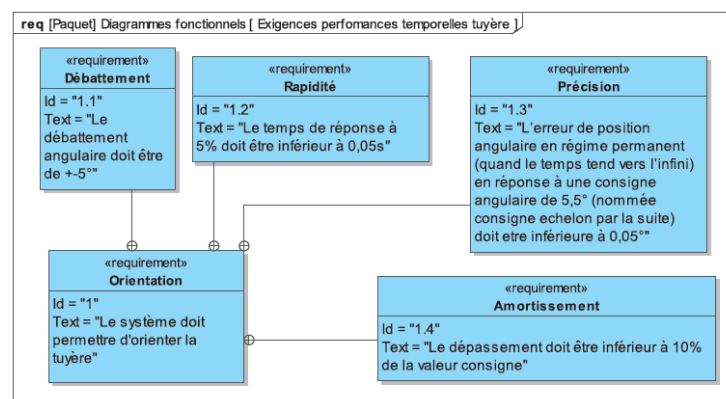 req [Paquet] Diagrammes fonctionnels [ Exigences perfomances temporelles tuyère ]
«requirement»
Débattement
Id = "1.1"
Text = "Le
débattement
angulaire doit être
de +-5°"
«requirement»
Rapidité
Id = "1.2"
Text = "Le temps de réponse à
5% doit être inférieur à 0,05s"
«requirement»
Précision
Id = "1.3"
Text = "L'erreur de position
angulaire en régime permanent
(quand le temps tend vers l'infini)
en réponse à une consigne
angulaire de 5,5° (nommée
consigne echelon par la suite)
doit etre inférieure à 0,05°"
«requirement»
Orientation
Id = "1"
Text = "Le système doit
permettre d'orienter la
tuyère"
«requirement»
Amortissement
Id = "1.4"
Text = "Le dépassement doit être inférieur à 10%
de la valeur consigne"